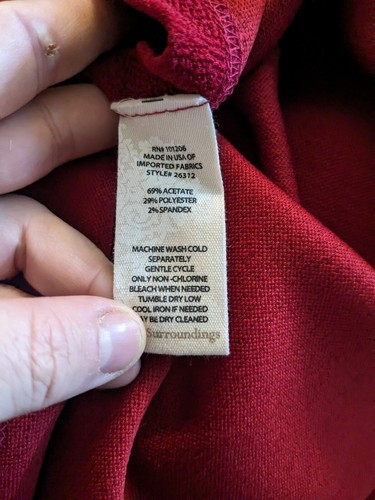 RN# 101206
MADE IN USA OF
IMPORTED FABRICS
STYLE# 26312
69% ACETATE
29% POLYESTER
2% SPANDEX
MACHINE WASH COLD
SEPARATELY
GENTLE CYCLE
ONLY NON -CHLORINE
BLEACH WHEN NEEDED
TUMBLE DRY LOW
COOL IRON IF NEEDED
BE DRY CLEANED
surroundings